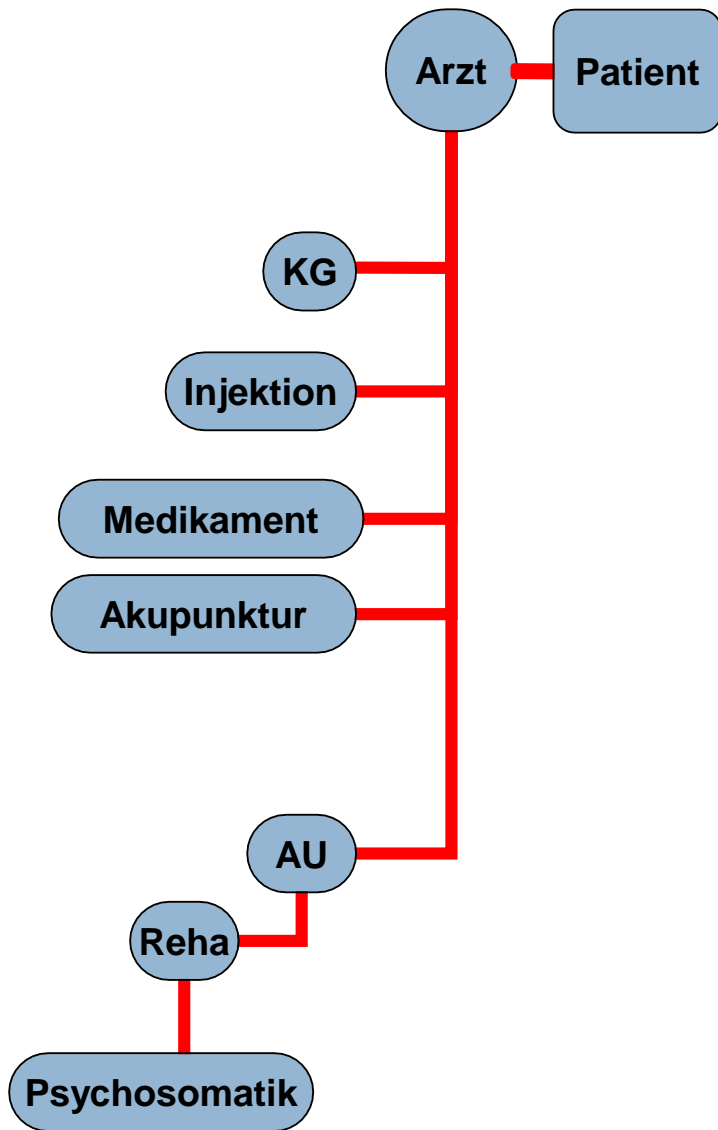 Arzt
Patient
KG
Injektion
Medikament
Akupunktur
AU
Reha
Psychosomatik